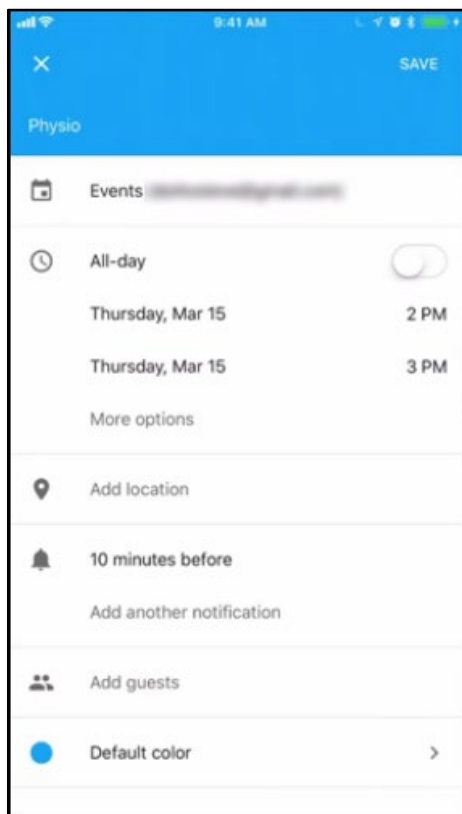 9:41 AM
SAVE
Physio
Events
All-day
Thursday, Mar 15 2 PM
Thursday, Mar 15 3 PM
More options
Add location
10 minutes before
Add another notification
Add guests
Default color